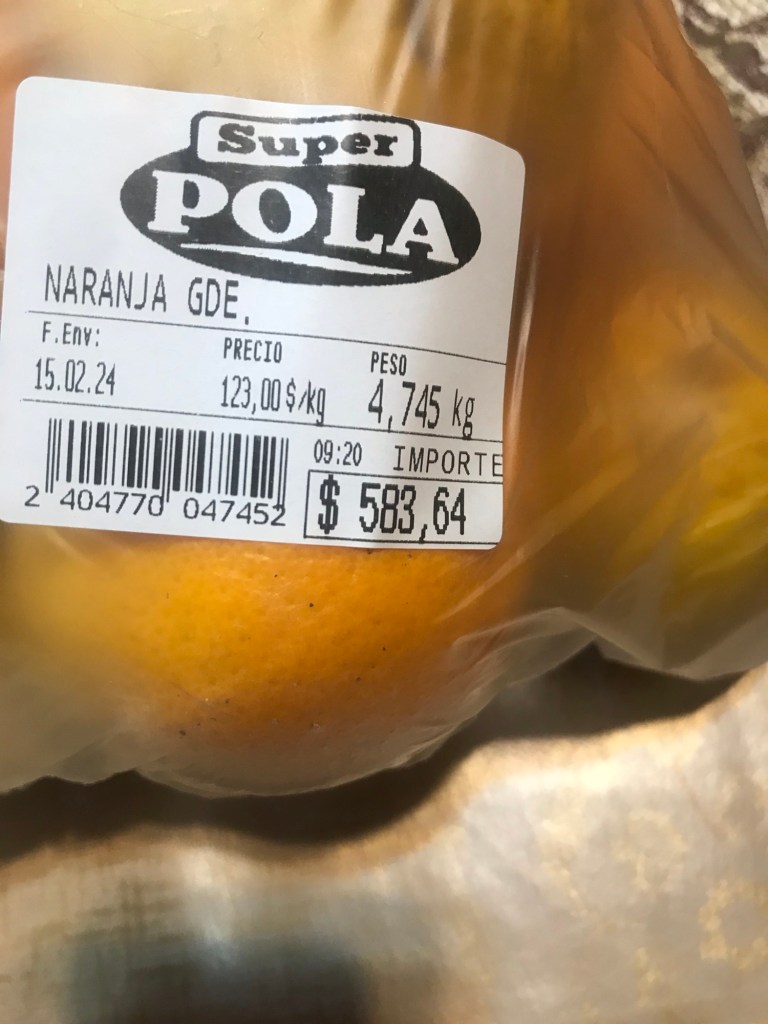 Super
POLA
NARANJA GDE.
F.Env: PRECIO PESO
15.02.24 123,00$/kg 4,745 kg
09:20 IMPORTE
$ 583,64
2 404770 047452